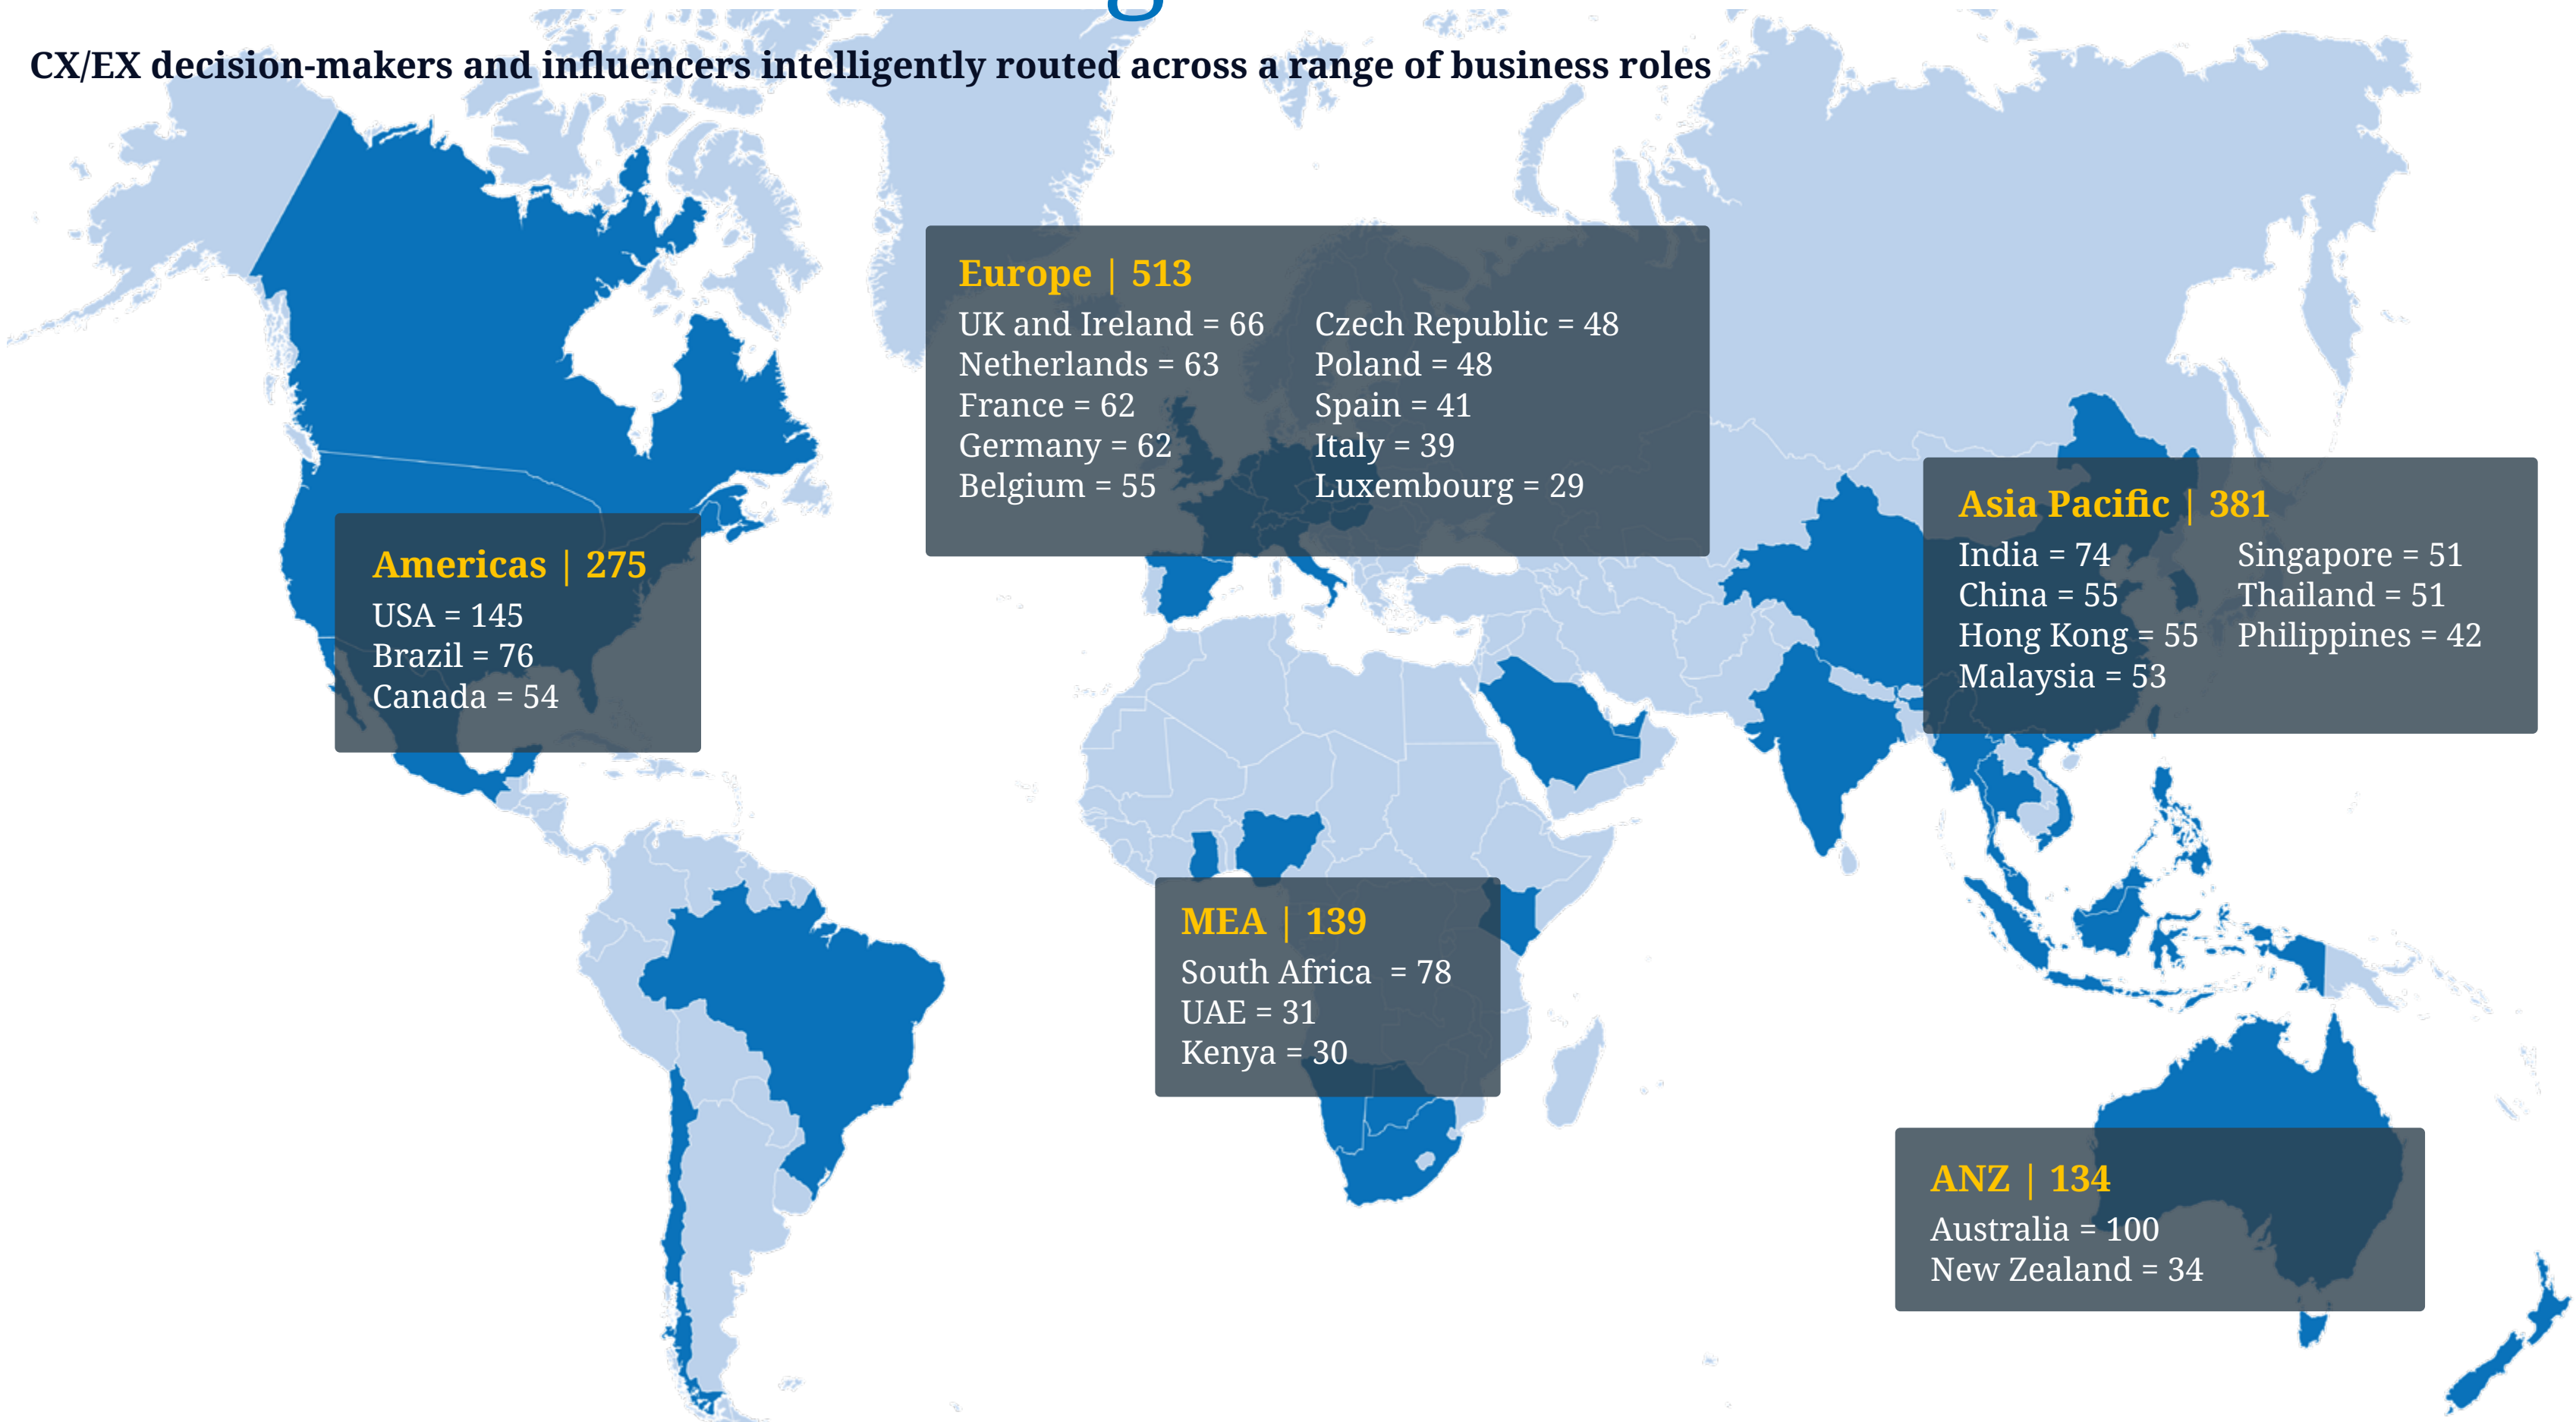 CX/EX decision-makers and influencers intelligently routed across a range of business roles
Europe | 513
UK and Ireland = 66
Netherlands = 63
France = 62
Germany = 62
Belgium = 55
Czech Republic = 48
Poland = 48
Spain = 41
Italy = 39
Luxembourg = 29
Asia Pacific | 381
India = 74
China = 55
Hong Kong = 55
Malaysia = 53
Singapore = 51
Thailand = 51
Philippines = 42
Americas | 275
USA = 145
Brazil = 76
Canada = 54
MEA | 139
South Africa = 78
UAE = 31
Kenya = 30
ANZ | 134
Australia = 100
New Zealand = 34